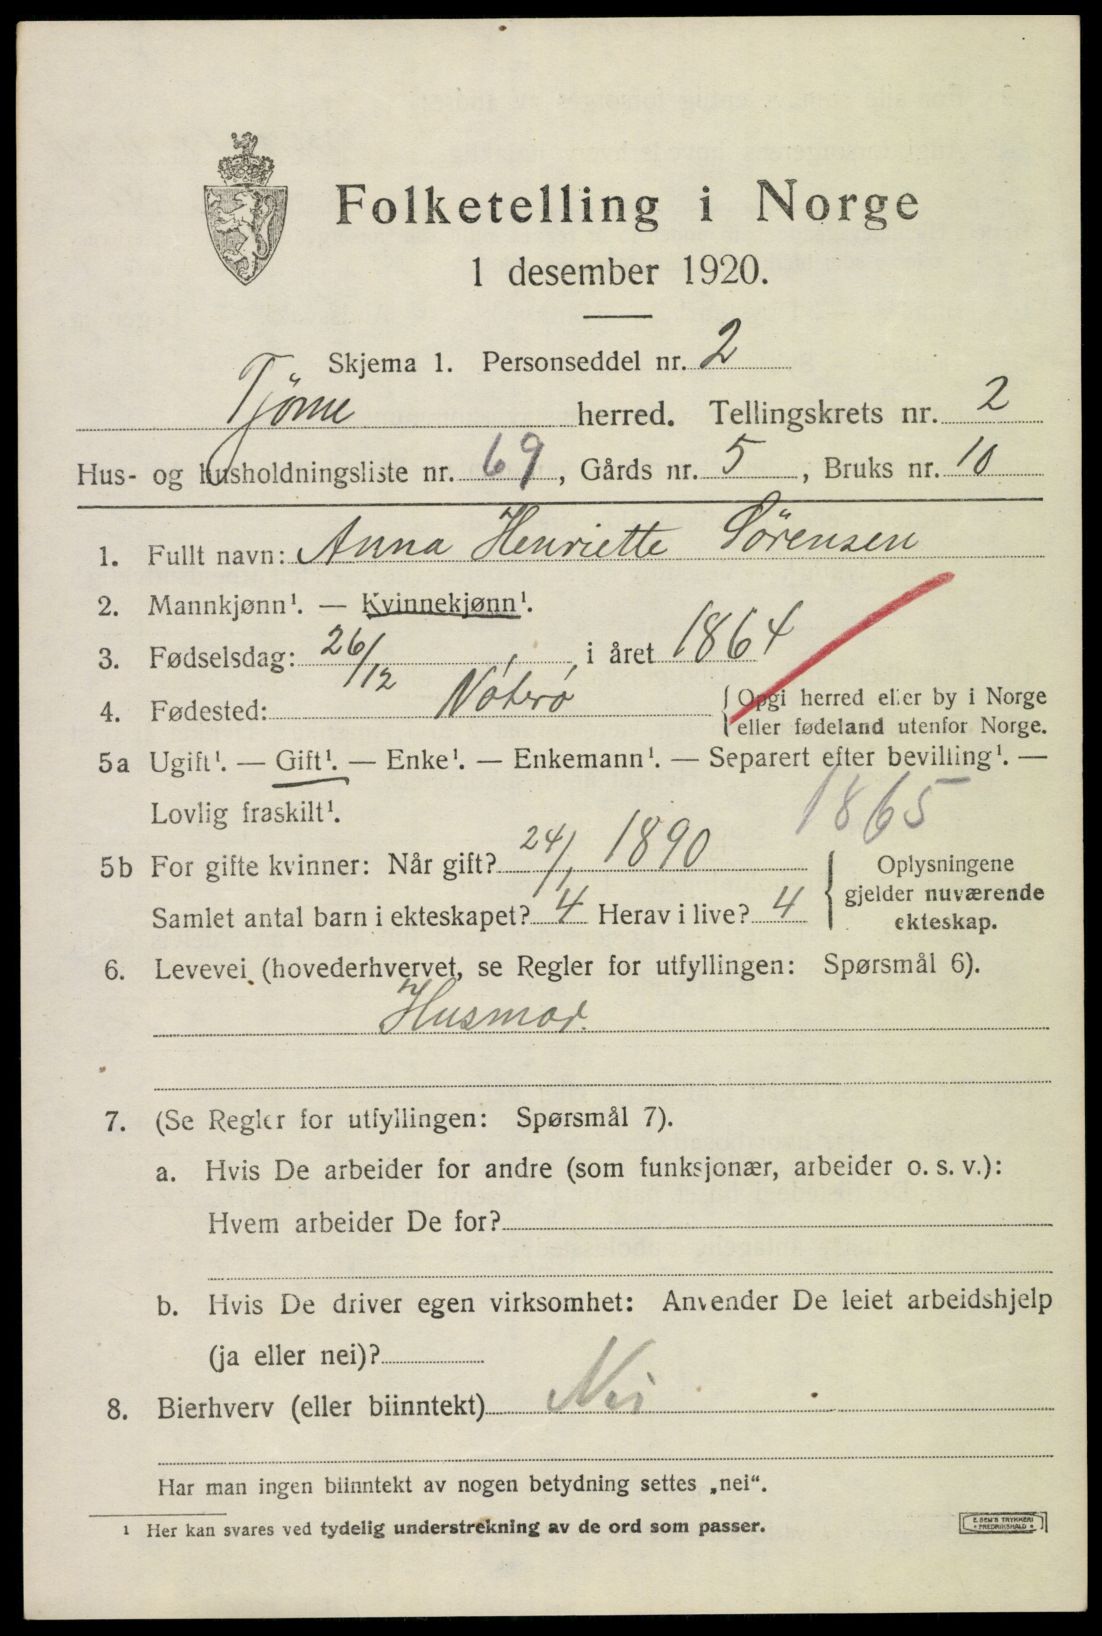 Folketelling i Norge
1 desember 1920.
Skjema 1. Personseddel nr. 2
Tjöme herred. Tellingskrets nr. 2
Hus- og husholdningsliste nr. 69, Gårds nr. 5, Bruks nr. 10
1. Fullt navn: Anna Henriette Sörensen
2. Mannkjønn¹. — Kvinnekjønn¹.
3. Fødselsdag: 26/12, i året 1864
4. Fødested: Nöterö {Opgi herred eller by i Norge
eller fødeland utenfor Norge.
5a Ugift¹. — Gift¹. — Enke¹. — Enkemann¹. — Separert efter bevilling¹. —
Lovlig fraskilt¹. 1865
5b For gifte kvinner: Når gift? 24/1 1890
Samlet antal barn i ekteskapet? 4 Herav i live? 4
{Oplysningene
gjelder nuværende
ekteskap.
6. Levevei (hovederhvervet, se Regler for utfyllingen: Spørsmål 6).
Husmor.
7. (Se Regler for utfyllingen: Spørsmål 7).
a. Hvis De arbeider for andre (som funksjonær, arbeider o. s. v.):
Hvem arbeider De for?
b. Hvis De driver egen virksomhet: Anvender De leiet arbeidshjelp
(ja eller nei)?
8. Bierhverv (eller biinntekt) Nei
Har man ingen biinntekt av nogen betydning settes „nei“.
¹ Her kan svares ved tydelig understrekning av de ord som passer.
E. SEM'S TRYKKERI
• FREDRIKSHALD •